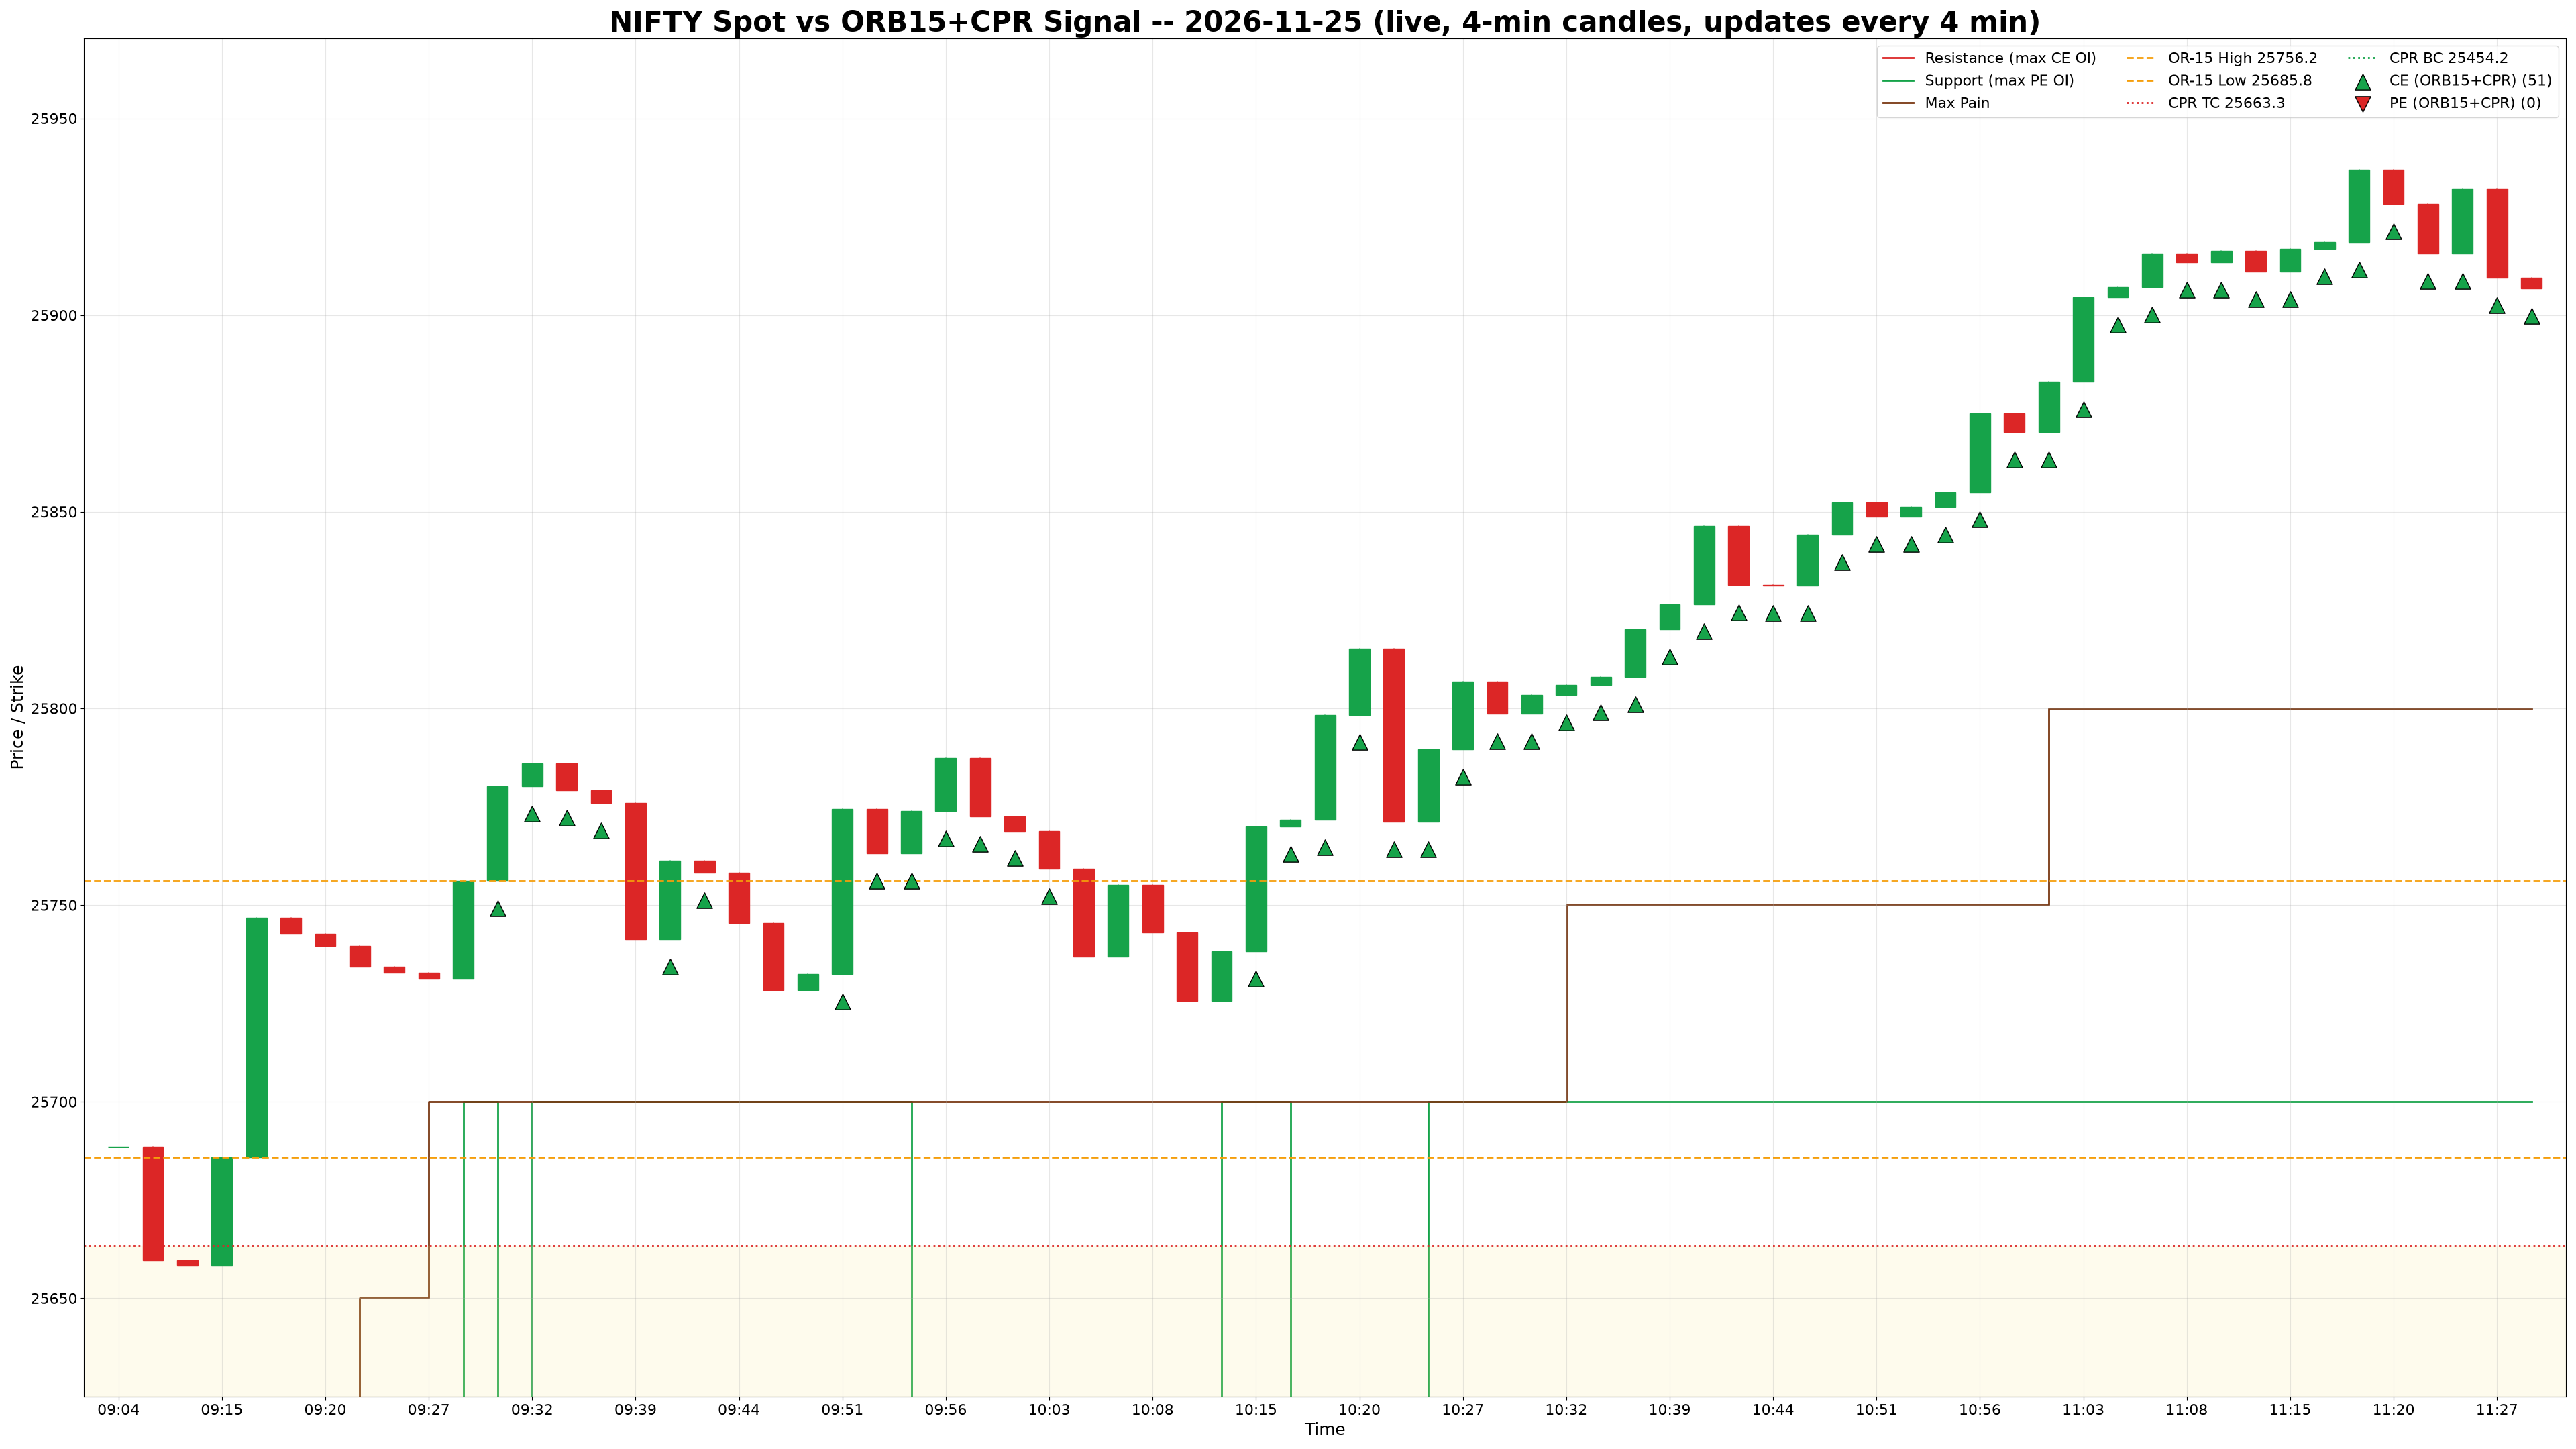 NIFTY Spot vs ORB15+CPR Signal -- 2026-11-25 (live, 4-min candles, updates every 4 min)
Resistance (max CE OI)
Support (max PE OI)
Max Pain
OR-15 High 25756.2
OR-15 Low 25685.8
CPR TC 25663.3
CPR BC 25454.2
CE (ORB15+CPR) (51)
PE (ORB15+CPR) (0)
Price / Strike
25950
25900
25850
25800
25750
25700
25650
09:04 09:15 09:20 09:27 09:32 09:39 09:44 09:51 09:56 10:03 10:08 10:15 10:20 10:27 10:32 10:39 10:44 10:51 10:56 11:03 11:08 11:15 11:20 11:27
Time